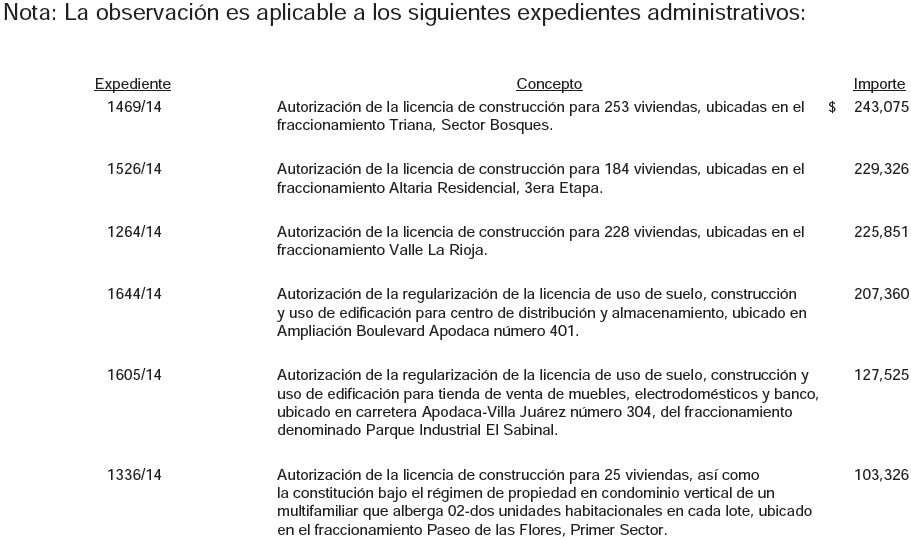 Nota: La observación es aplicable a los siguientes expedientes administrativos:
Expediente Concepto Importe
1469/14 Autorización de la licencia de construcción para 253 viviendas, ubicadas en el $ 243,075
fraccionamiento Triana, Sector Bosques.
1526/14 Autorización de la licencia de construcción para 184 viviendas, ubicadas en el 229,326
fraccionamiento Altaria Residencial, 3era Etapa.
1264/14 Autorización de la licencia de construcción para 228 viviendas, ubicadas en el 225,851
fraccionamiento Valle La Rioja.
1644/14 Autorización de la regularización de la licencia de uso de suelo, construcción 207,360
y uso de edificación para centro de distribución y almacenamiento, ubicado en
Ampliación Boulevard Apodaca número 401.
1605/14 Autorización de la regularización de la licencia de uso de suelo, construcción y 127,525
uso de edificación para tienda de venta de muebles, electrodomésticos y banco,
ubicado en carretera Apodaca-Villa Juárez número 304, del fraccionamiento
denominado Parque Industrial El Sabinal.
1336/14 Autorización de la licencia de construcción para 25 viviendas, así como 103,326
la constitución bajo el régimen de propiedad en condominio vertical de un
multifamiliar que alberga 02-dos unidades habitacionales en cada lote, ubicado
en el fraccionamiento Paseo de las Flores, Primer Sector.